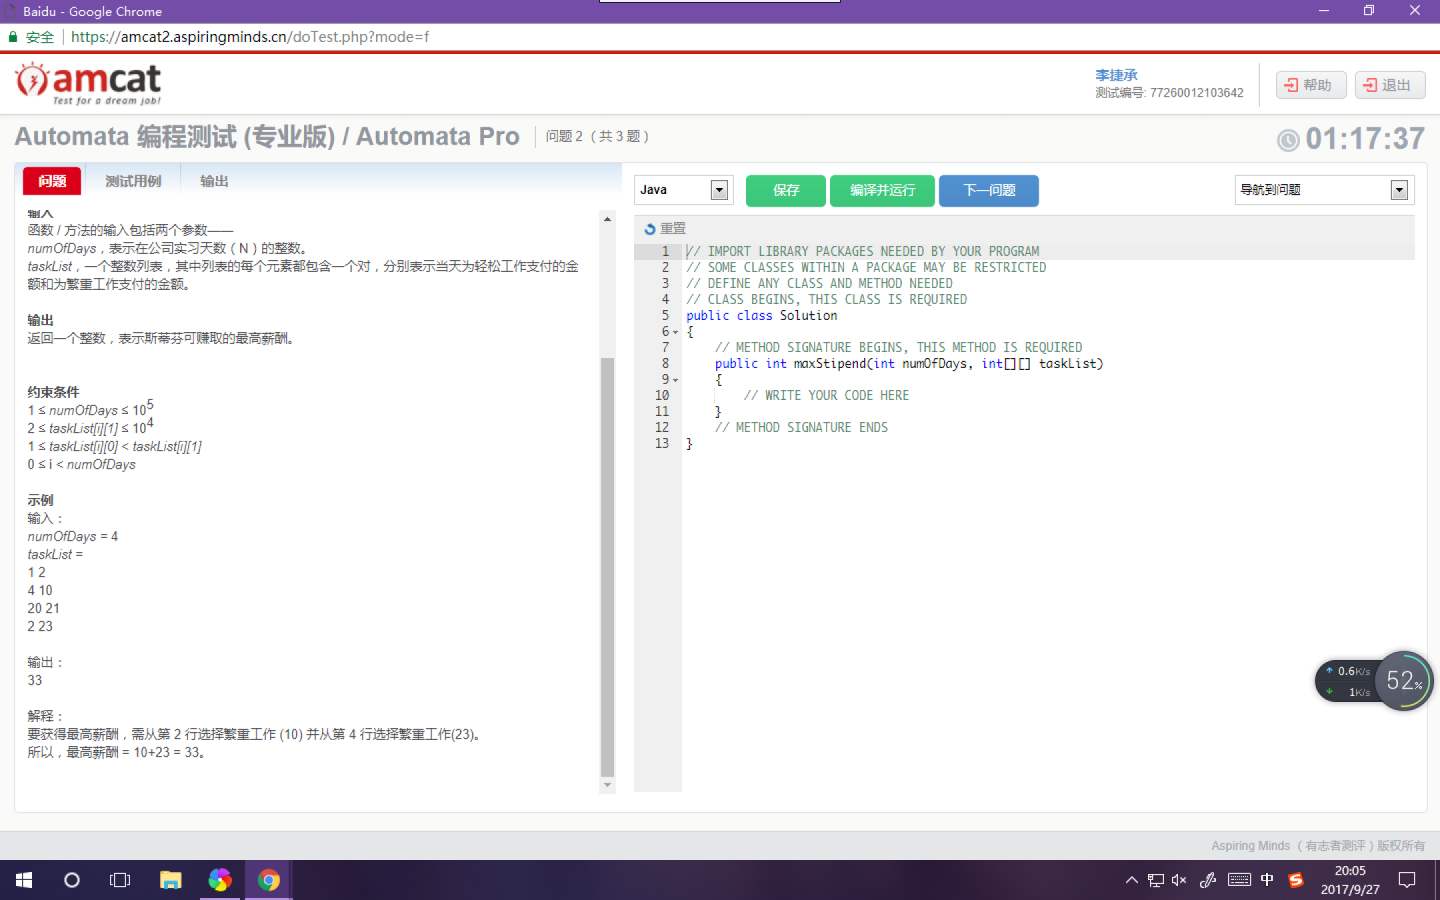 Baidu - Google Chrome
安全 https://amcat2.aspiringminds.cn/doTest.php?mode=f
amcat
Test for a dream job!
李捷承
测试编号: 77260012103642
帮助
退出
Automata 编程测试 (专业版) / Automata Pro
问题 2 （ 共 3 题 ）
01:17:37
问题
测试用例
输出
Java
保存
编译并运行
下一问题
导航到问题
重置
输入
函数 / 方法的输入包括两个参数——
numOfDays，表示在公司实习天数（N）的整数。
taskList，一个整数列表，其中列表的每个元素都包含一个对，分别表示当天为轻松工作支付的金
额和为繁重工作支付的金额。
输出
返回一个整数，表示斯蒂芬可赚取的最高薪酬。
约束条件
1 ≤ numOfDays ≤ 10^5
2 ≤ taskList[i][1] ≤ 10^4
1 ≤ taskList[i][0] < taskList[i][1]
0 ≤ i < numOfDays
示例
输入：
numOfDays = 4
taskList =
1 2
4 10
20 21
2 23
输出：
33
解释：
要获得最高薪酬，需从第 2 行选择繁重工作 (10) 并从第 4 行选择繁重工作(23)。
所以，最高薪酬 = 10+23 = 33。
1 // IMPORT LIBRARY PACKAGES NEEDED BY YOUR PROGRAM
2 // SOME CLASSES WITHIN A PACKAGE MAY BE RESTRICTED
3 // DEFINE ANY CLASS AND METHOD NEEDED
4 // CLASS BEGINS, THIS CLASS IS REQUIRED
5 public class Solution
6 {
7 // METHOD SIGNATURE BEGINS, THIS METHOD IS REQUIRED
8 public int maxStipend(int numOfDays, int[][] taskList)
9 {
10 // WRITE YOUR CODE HERE
11 }
12 // METHOD SIGNATURE ENDS
13 }
0.6K/s
1K/s
52%
Aspiring Minds （有志者测评）版权所有
中
20:05
2017/9/27